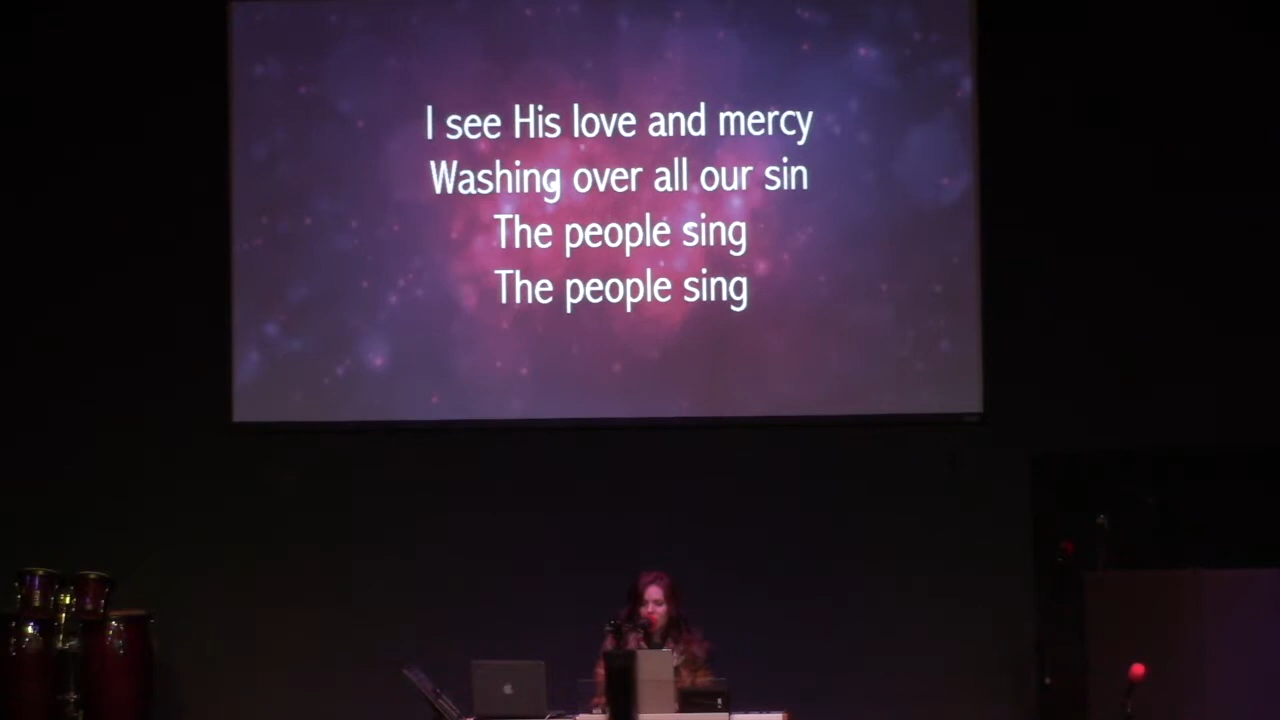 I see His love and mercy
Washing over all our sin
The people sing
The people sing